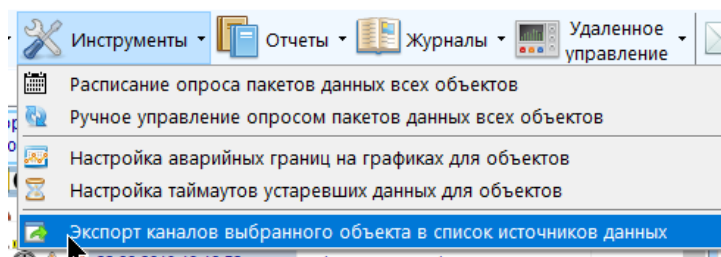 Инструменты
Отчеты
Журналы
Удаленное
управление
Расписание опроса пакетов данных всех объектов
Ручное управление опросом пакетов данных всех объектов
Настройка аварийных границ на графиках для объектов
Настройка таймаутов устаревших данных для объектов
Экспорт каналов выбранного объекта в список источников данных